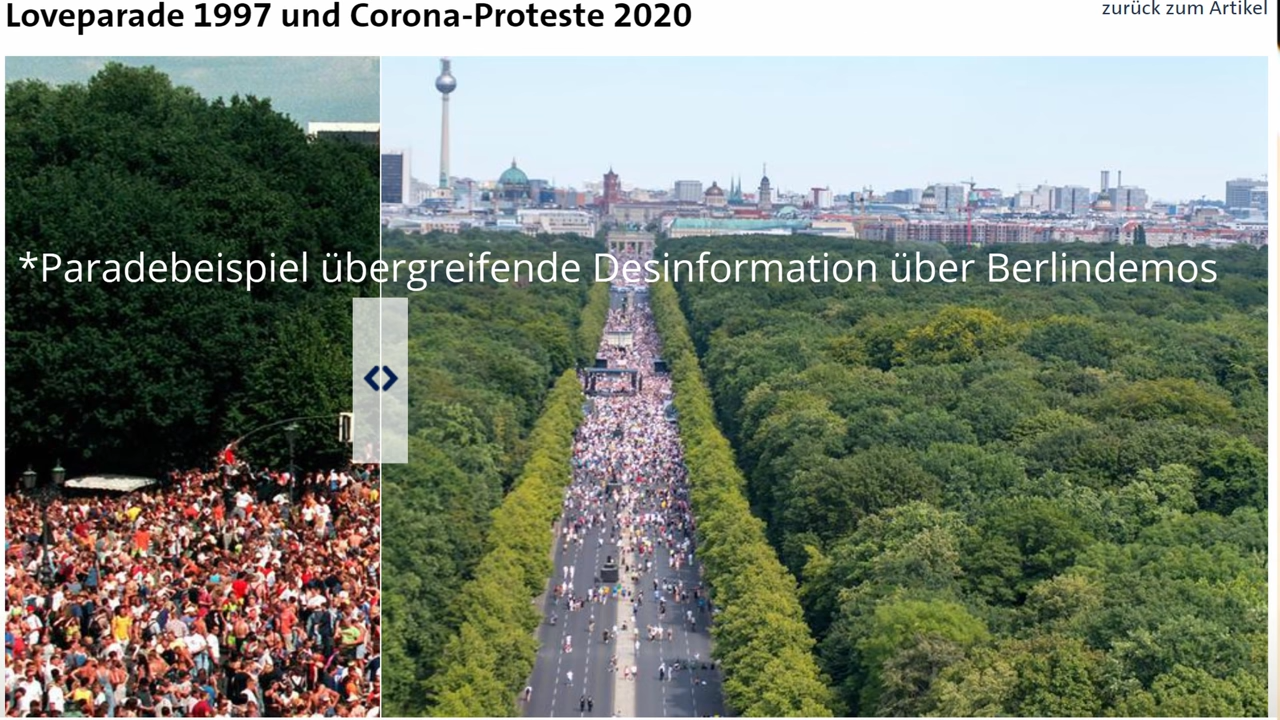 Loveparade 1997 und Corona-Proteste 2020
zurück zum Artikel
*Paradebeispiel übergreifende Desinformation über Berlindemos